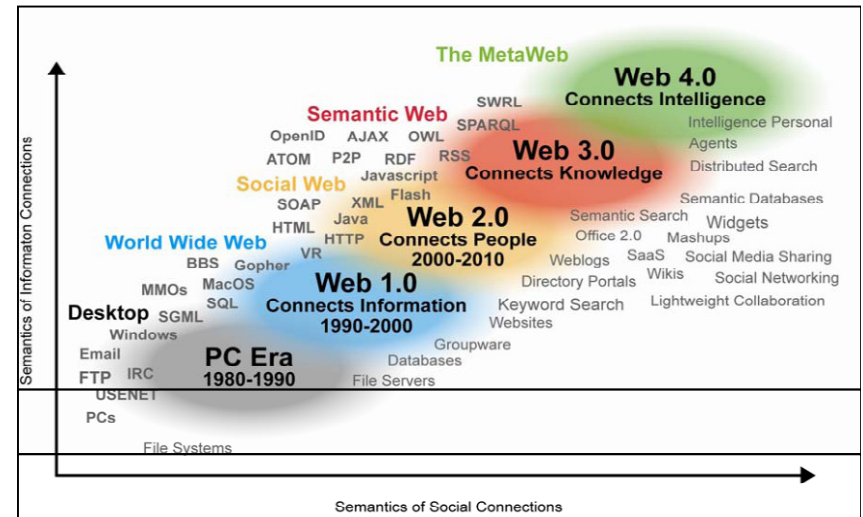 The MetaWeb
Web 4.0
Connects Intelligence
SWRL
Semantic Web
SPARQL
Intelligence Personal
Agents
OpenID AJAX OWL
Web 3.0
Connects Knowledge
ATOM P2P RDF RSS
Distributed Search
Javascript
Social Web
Flash
SOAP XML
Semantic Databases
Web 2.0
Connects People
2000-2010
Java
HTML
HTTP
Semantic Search Widgets
Office 2.0 Mashups
World Wide Web
VR
Weblogs SaaS Social Media Sharing
BBS Gopher
Wikis Social Networking
Web 1.0
Connects Information
1990-2000
Directory Portals
MMOs MacOS
SQL
Keyword Search Lightweight Collaboration
Websites
Desktop SGML
Windows
Groupware
Email
PC Era
1980-1990
Databases
File Servers
FTP IRC
USENET
PCs
File Systems
Semantics of Informaton Connections
Semantics of Social Connections